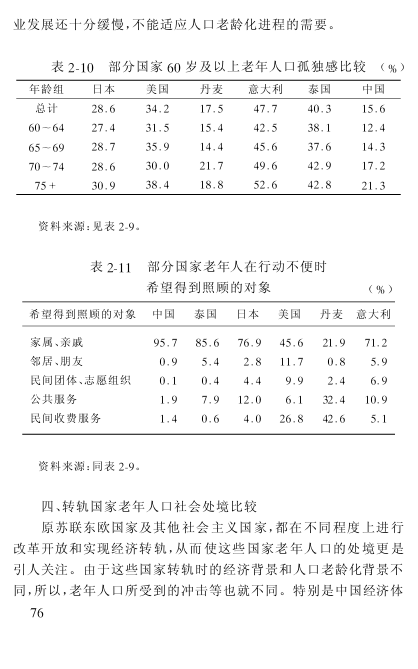 业发展还十分缓慢,不能适应人口老龄化进程的需要。
表 2-10 部分国家 60 岁及以上老年人口孤独感比较 (%)
年龄组 日本 美国 丹麦 意大利 泰国 中国
总计 28.6 34.2 17.5 47.7 40.3 15.6
60~64 27.4 31.5 15.4 42.5 38.1 12.4
65~69 28.7 35.9 14.4 45.6 37.6 14.3
70~74 28.6 30.0 21.7 49.6 42.9 17.2
75+ 30.9 38.4 18.8 52.6 42.8 21.3
资料来源:见表 2-9。
表 2-11 部分国家老年人在行动不便时
希望得到照顾的对象 (%)
希望得到照顾的对象 中国 泰国 日本 美国 丹麦 意大利
家属、亲戚 95.7 85.6 76.9 45.6 21.9 71.2
邻居、朋友 0.9 5.4 2.8 11.7 0.8 5.9
民间团体、志愿组织 0.1 0.4 4.4 9.9 2.4 6.9
公共服务 1.9 7.9 12.0 6.1 32.4 10.9
民间收费服务 1.4 0.6 4.0 26.8 42.6 5.1
资料来源:同表 2-9。
四、转轨国家老年人口社会处境比较
原苏联东欧国家及其他社会主义国家,都在不同程度上进行
改革开放和实现经济转轨,从而使这些国家老年人口的处境更是
引人关注。由于这些国家转轨时的经济背景和人口老龄化背景不
同,所以,老年人口所受到的冲击等也就不同。特别是中国经济体
76